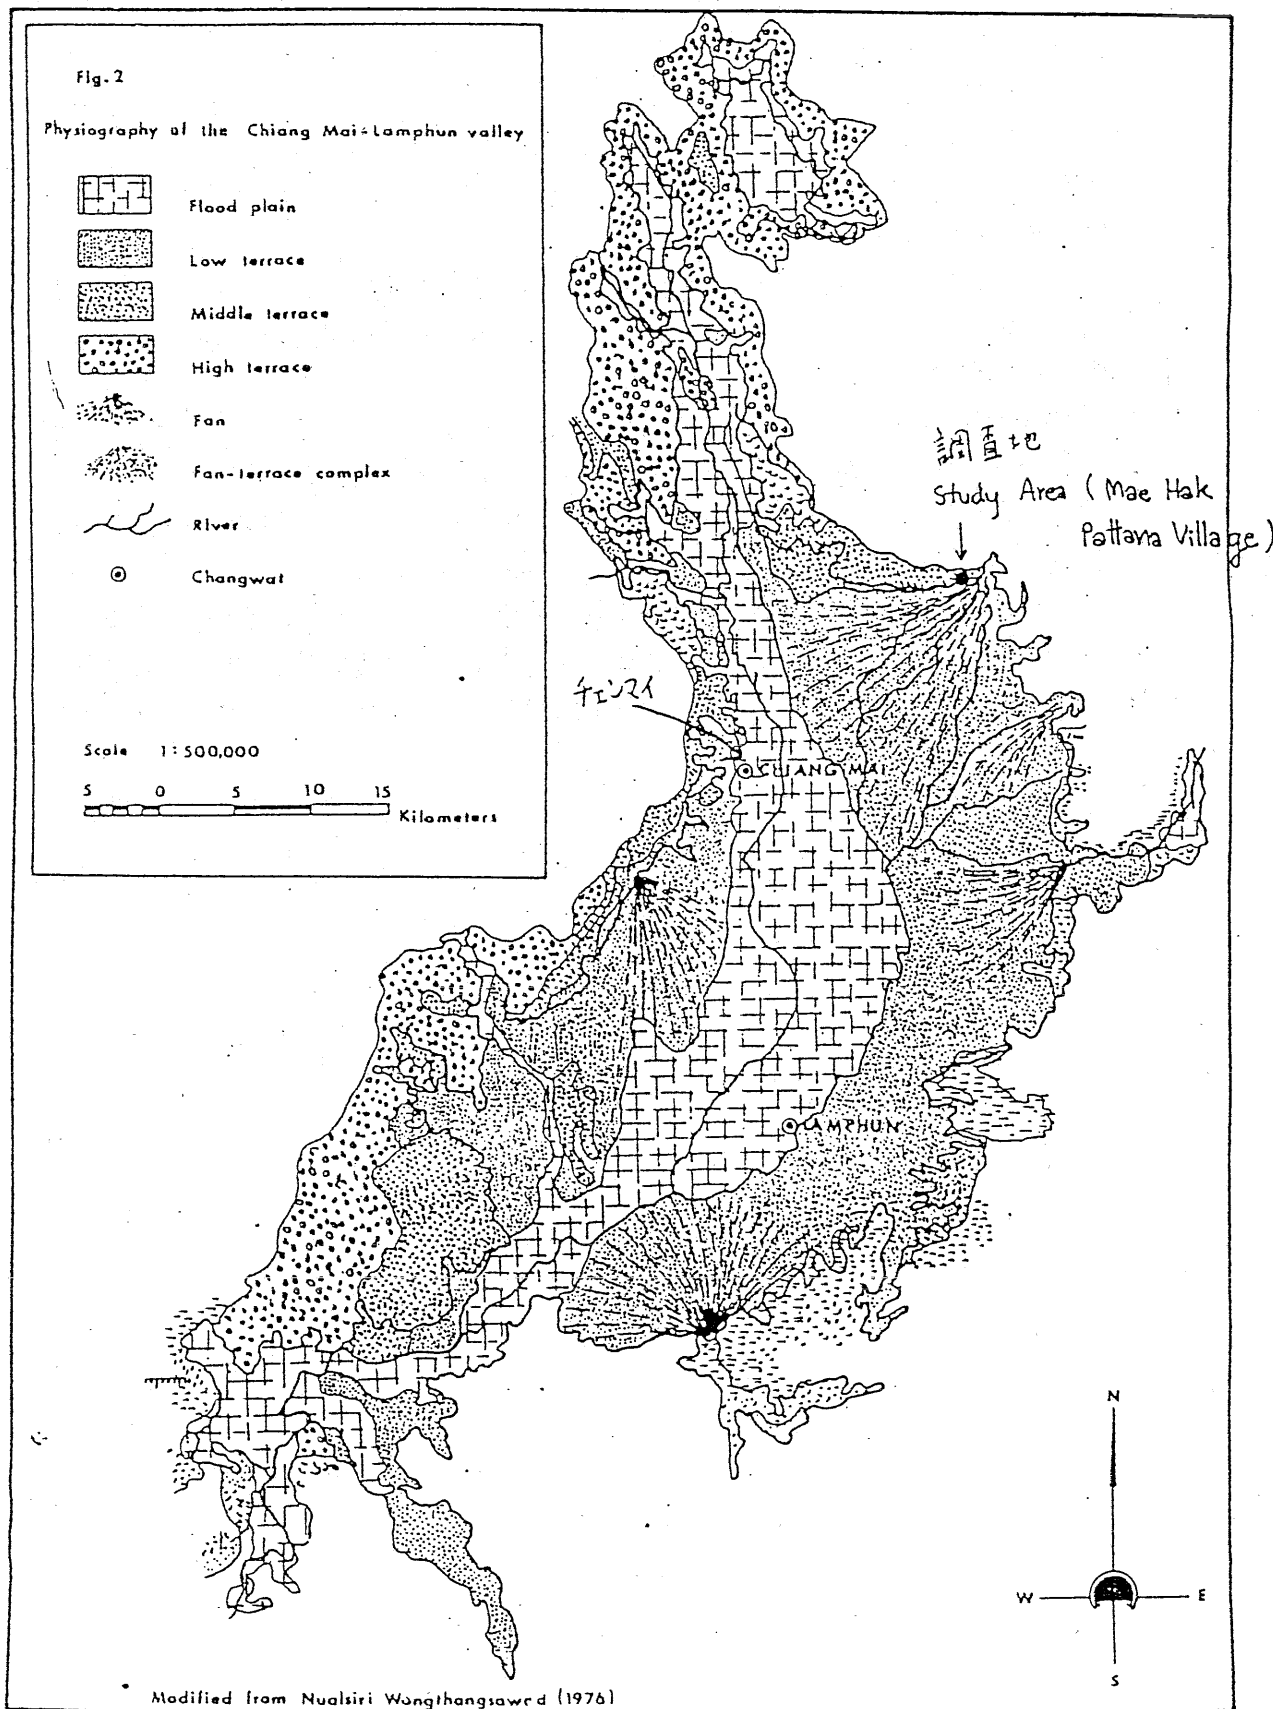 Fig. 2
Physiography of the Chiang Mai-Lamphun valley
Flood plain
Low terrace
Middle terrace
High terrace
Fan
Fan-terrace complex
River
Changwat
Scale 1:500,000
5 0 5 10 15
Kilometers
調査地
Study Area (Mae Hak
Pattana Village)
チェンマイ
CHIANG MAI
LAMPHUN
N
W E
S
Modified from Nualsiri Wongthangsawad (1976)